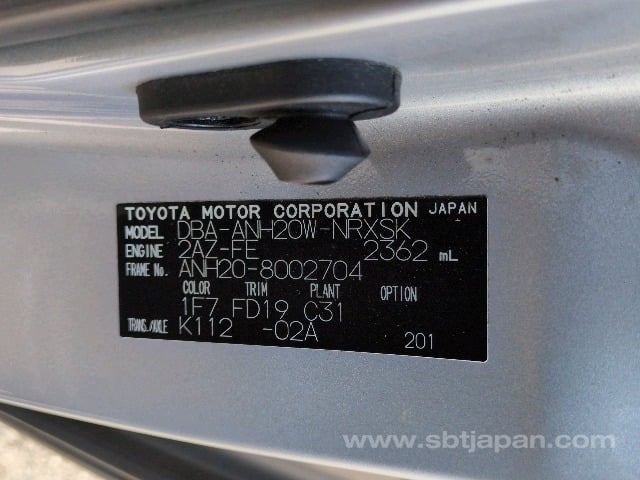 TOYOTA MOTOR CORPORATION JAPAN
MODEL DBA-ANH20W-NRXSK
ENGINE 2AZ-FE 2362 mL
FRAME No. ANH20-8002704
COLOR TRIM PLANT OPTION
1F7 FD19 C31
TRANS./AXLE K112 -02A
201
www.sbtjapan.com